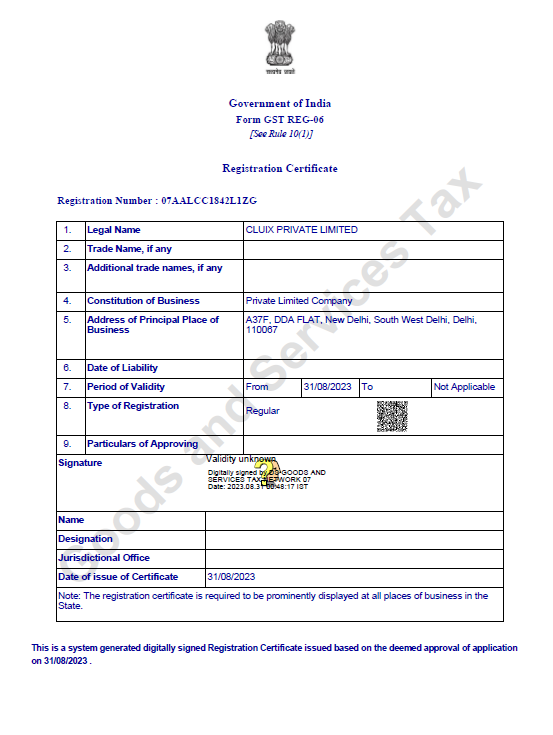 सत्यमेव जयते
Government of India
Form GST REG-06
[See Rule 10(1)]
Registration Certificate
Registration Number : 07AALCC1842L1ZG
1. Legal Name CLUIX PRIVATE LIMITED
2. Trade Name, if any
3. Additional trade names, if any
4. Constitution of Business Private Limited Company
5. Address of Principal Place of Business A37F, DDA FLAT, New Delhi, South West Delhi, Delhi, 110067
6. Date of Liability
7. Period of Validity From 31/08/2023 To Not Applicable
8. Type of Registration Regular
9. Particulars of Approving
Signature
Validity unknown
Digitally signed by DS GOODS AND
SERVICES TAX NETWORK 07
Date: 2023.08.31 00:48:17 IST
Name
Designation
Jurisdictional Office
Date of issue of Certificate 31/08/2023
Note: The registration certificate is required to be prominently displayed at all places of business in the
State.
This is a system generated digitally signed Registration Certificate issued based on the deemed approval of application
on 31/08/2023 .
Goods and Services Tax